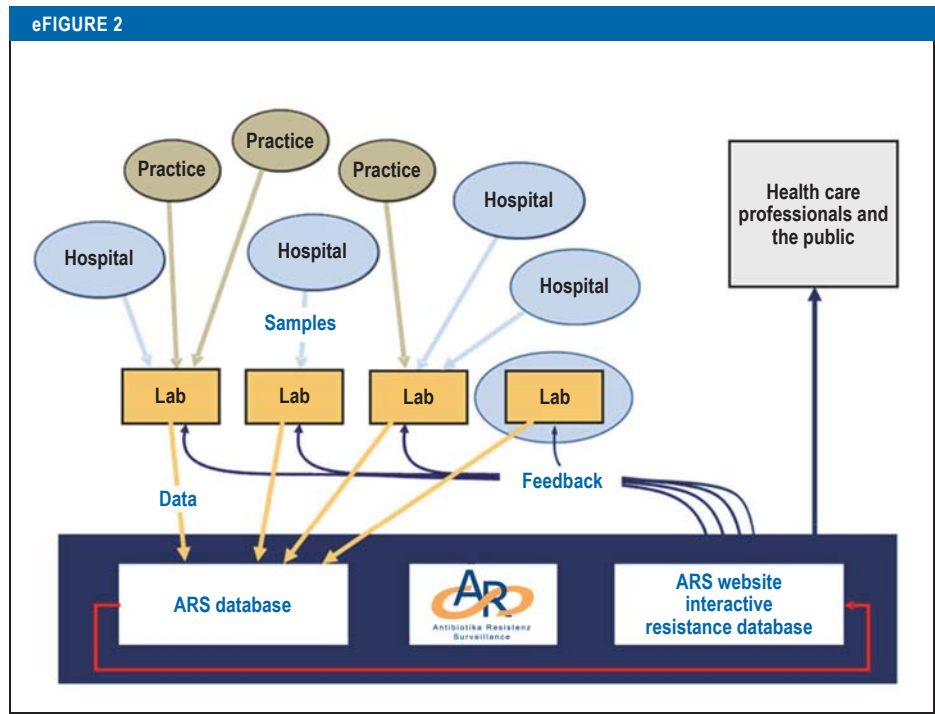 eFIGURE 2
Practice
Practice
Practice
Hospital
Hospital
Hospital
Hospital
Health care
professionals and
the public
Samples
Lab
Lab
Lab
Lab
Data
Feedback
ARS database
ARS
Antibiotika Resistenz
Surveillance
ARS website
interactive
resistance database